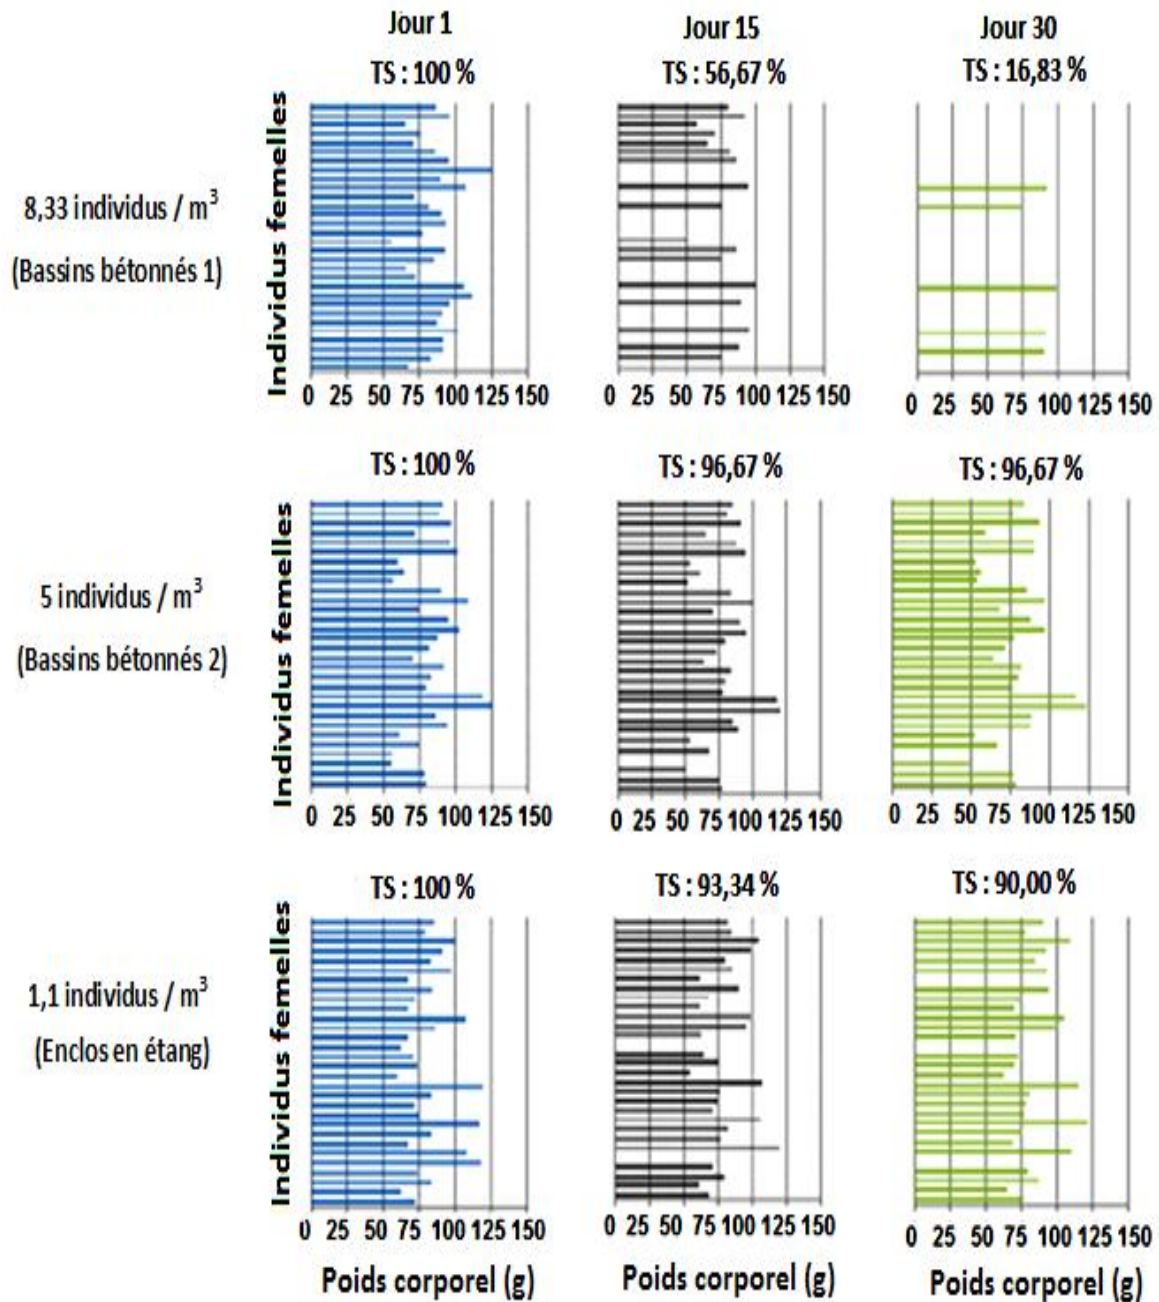 Jour 1
Jour 15
Jour 30
TS : 100 %
TS : 56,67 %
TS : 16,83 %
8,33 individus / m³
(Bassins bétonnés 1)
Individus femelles
0 25 50 75 100 125 150
0 25 50 75 100 125 150
0 25 50 75 100 125 150
TS : 100 %
TS : 96,67 %
TS : 96,67 %
5 individus / m³
(Bassins bétonnés 2)
Individus femelles
0 25 50 75 100 125 150
0 25 50 75 100 125 150
0 25 50 75 100 125 150
TS : 100 %
TS : 93,34 %
TS : 90,00 %
1,1 individus / m³
(Enclos en étang)
Individus femelles
0 25 50 75 100 125 150
0 25 50 75 100 125 150
0 25 50 75 100 125 150
Poids corporel (g)
Poids corporel (g)
Poids corporel (g)